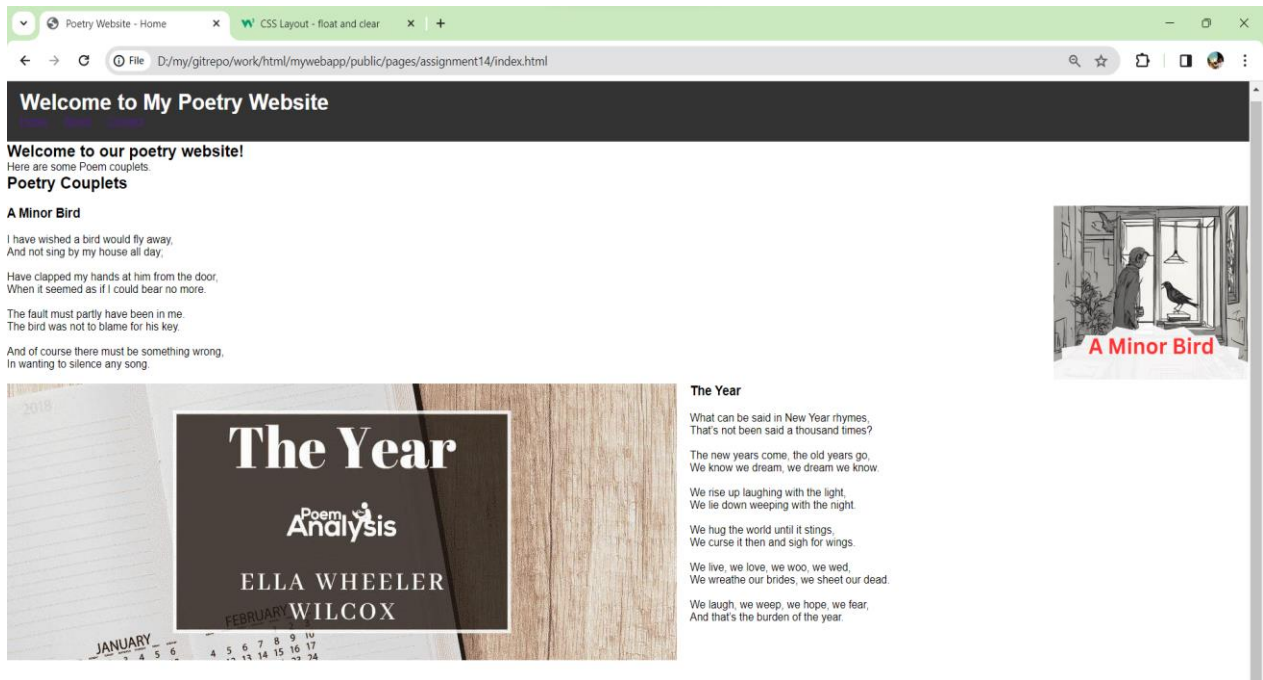 Poetry Website - Home
CSS Layout - float and clear
File
D:/my/gitrepo/work/html/mywebapp/public/pages/assignment14/index.html
Welcome to My Poetry Website
Welcome to our poetry website!
Here are some Poem couplets.
Poetry Couplets
A Minor Bird
I have wished a bird would fly away,
And not sing by my house all day;
Have clapped my hands at him from the door,
When it seemed as if I could bear no more.
The fault must partly have been in me.
The bird was not to blame for his key.
And of course there must be something wrong,
In wanting to silence any song.
A Minor Bird
2018
The Year
Poem
Analysis
ELLA WHEELER
WILCOX
FEBRUARY
JANUARY
The Year
What can be said in New Year rhymes,
That's not been said a thousand times?
The new years come, the old years go,
We know we dream, we dream we know.
We rise up laughing with the light,
We lie down weeping with the night.
We hug the world until it stings,
We curse it then and sigh for wings.
We live, we love, we woo, we wed,
We wreathe our brides, we sheet our dead.
We laugh, we weep, we hope, we fear,
And that's the burden of the year.